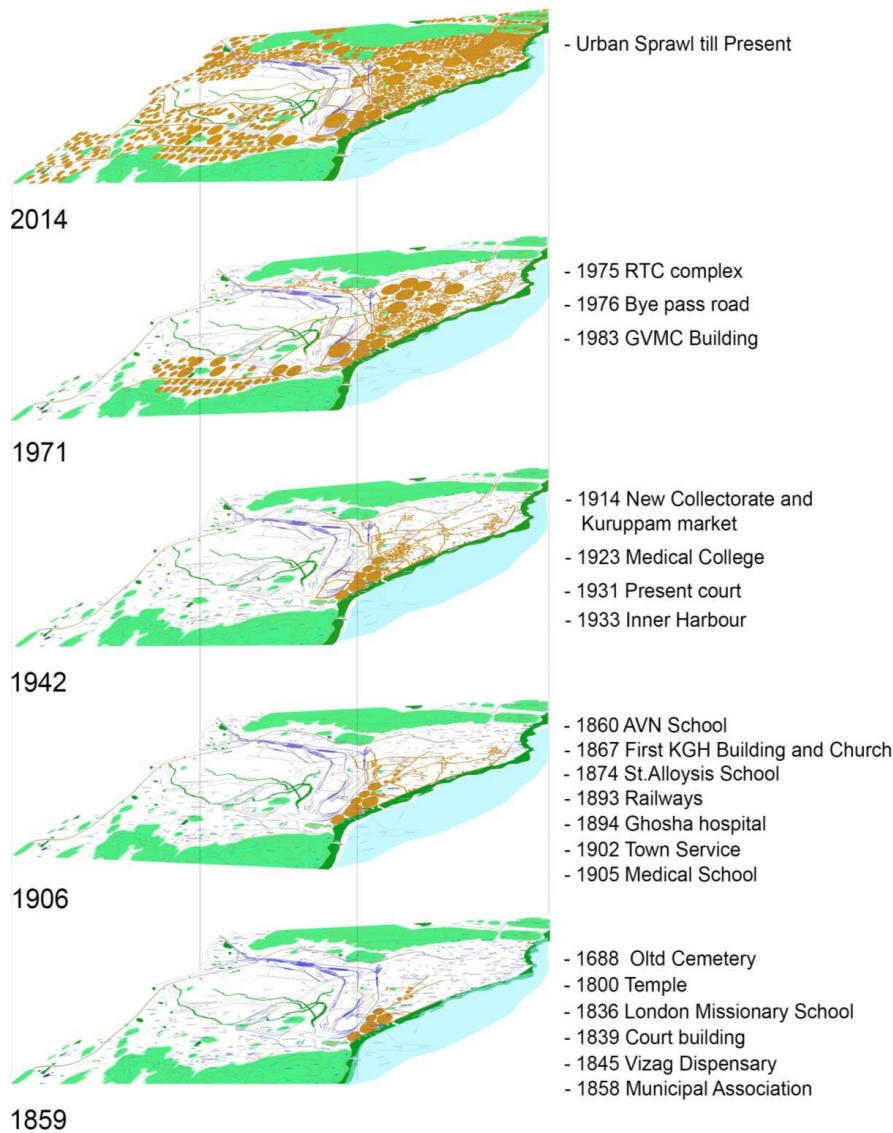 - Urban Sprawl till Present
2014
- 1975 RTC complex
- 1976 Bye pass road
- 1983 GVMC Building
1971
- 1914 New Collectorate and
Kuruppam market
- 1923 Medical College
- 1931 Present court
- 1933 Inner Harbour
1942
- 1860 AVN School
- 1867 First KGH Building and Church
- 1874 St.Alloysis School
- 1893 Railways
- 1894 Ghosha hospital
- 1902 Town Service
- 1905 Medical School
1906
- 1688 Oltd Cemetery
- 1800 Temple
- 1836 London Missionary School
- 1839 Court building
- 1845 Vizag Dispensary
- 1858 Municipal Association
1859